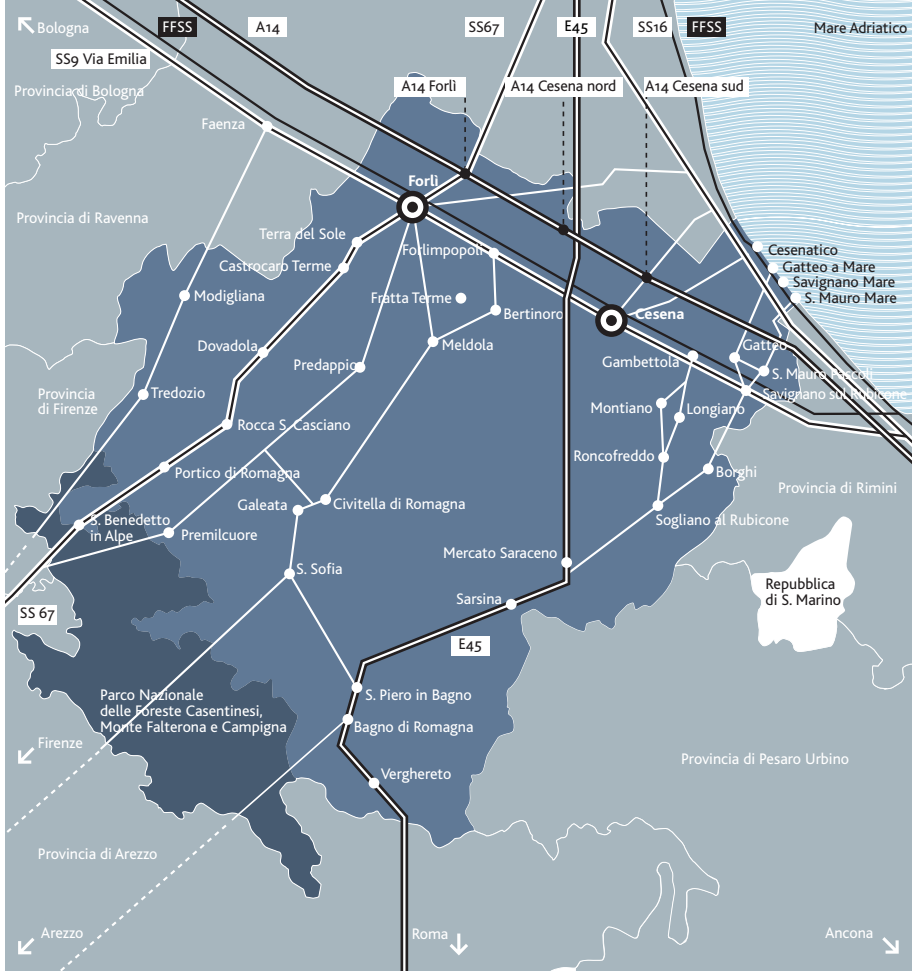 Bologna
FFSS
A14
SS67
E45
SS16
FFSS
Mare Adriatico
SS9 Via Emilia
Provincia di Bologna
A14 Forlì
A14 Cesena nord
A14 Cesena sud
Faenza
Forlì
Provincia di Ravenna
Terra del Sole
Forlimpopoli
Cesenatico
Castrocaro Terme
Gatteo a Mare
Savignano Mare
Modigliana
Fratta Terme
S. Mauro Mare
Bertinoro
Cesena
Dovadola
Meldola
Gatteo
Predappio
Gambettola
S. Mauro Pascoli
Provincia
di Firenze
Tredozio
Savignano sul Rubicone
Montiano
Longiano
Rocca S. Casciano
Roncofreddo
Portico di Romagna
Borghi
Provincia di Rimini
Galeata
Civitella di Romagna
S. Benedetto
in Alpe
Premilcuore
Sogliano al Rubicone
Mercato Saraceno
S. Sofia
Repubblica
di S. Marino
Sarsina
SS 67
E45
Parco Nazionale
delle Foreste Casentinesi,
Monte Falterona e Campigna
S. Piero in Bagno
Bagno di Romagna
Firenze
Provincia di Pesaro Urbino
Verghereto
Provincia di Arezzo
Arezzo
Roma
Ancona